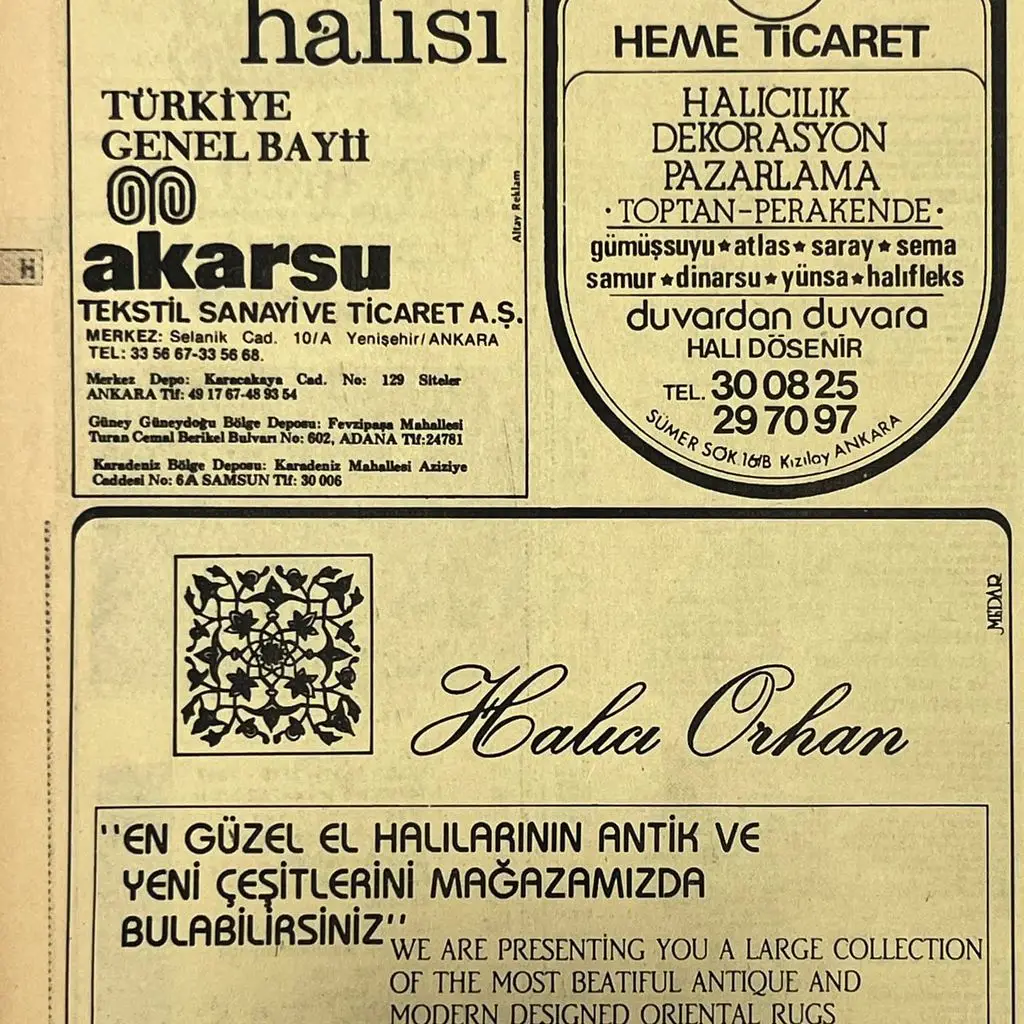 halısı
TÜRKİYE
GENEL BAYİİ
akarsu
TEKSTİL SANAYİ VE TİCARET A.Ş.
MERKEZ: Selanik Cad. 10/A Yenişehir/ANKARA
TEL: 33 56 67-33 56 68.
Merkez Depo: Karacakaya Cad. No: 129 Siteler
ANKARA Tlf: 49 17 67-48 93 54
Güney Güneydoğu Bölge Deposu: Fevzipaşa Mahallesi
Turan Cemal Berikel Bulvarı No: 602, ADANA Tlf:24781
Karadeniz Bölge Deposu: Karadeniz Mahallesi Aziziye
Caddesi No: 6A SAMSUN Tlf: 30 006
Altay Reklam
H
HEME TİCARET
HALICILIK
DEKORASYON
PAZARLAMA
·TOPTAN-PERAKENDE·
gümüşsuyu★atlas★saray★sema
samur★dinarsu★yünsa★halıfleks
duvardan duvara
HALI DÖSENİR
TEL. 30 08 25
29 70 97
SÜMER SOK 16/B Kızılay ANKARA
MEDAR
Halıcı Orhan
''EN GÜZEL EL HALILARININ ANTİK VE
YENİ ÇEŞİTLERİNİ MAĞAZAMIZDA
BULABİLİRSİNİZ''
WE ARE PRESENTİNG YOU A LARGE COLLECTION
OF THE MOST BEATIFUL ANTIQUE AND
MODERN DESIGNED ORIENTAL RUGS